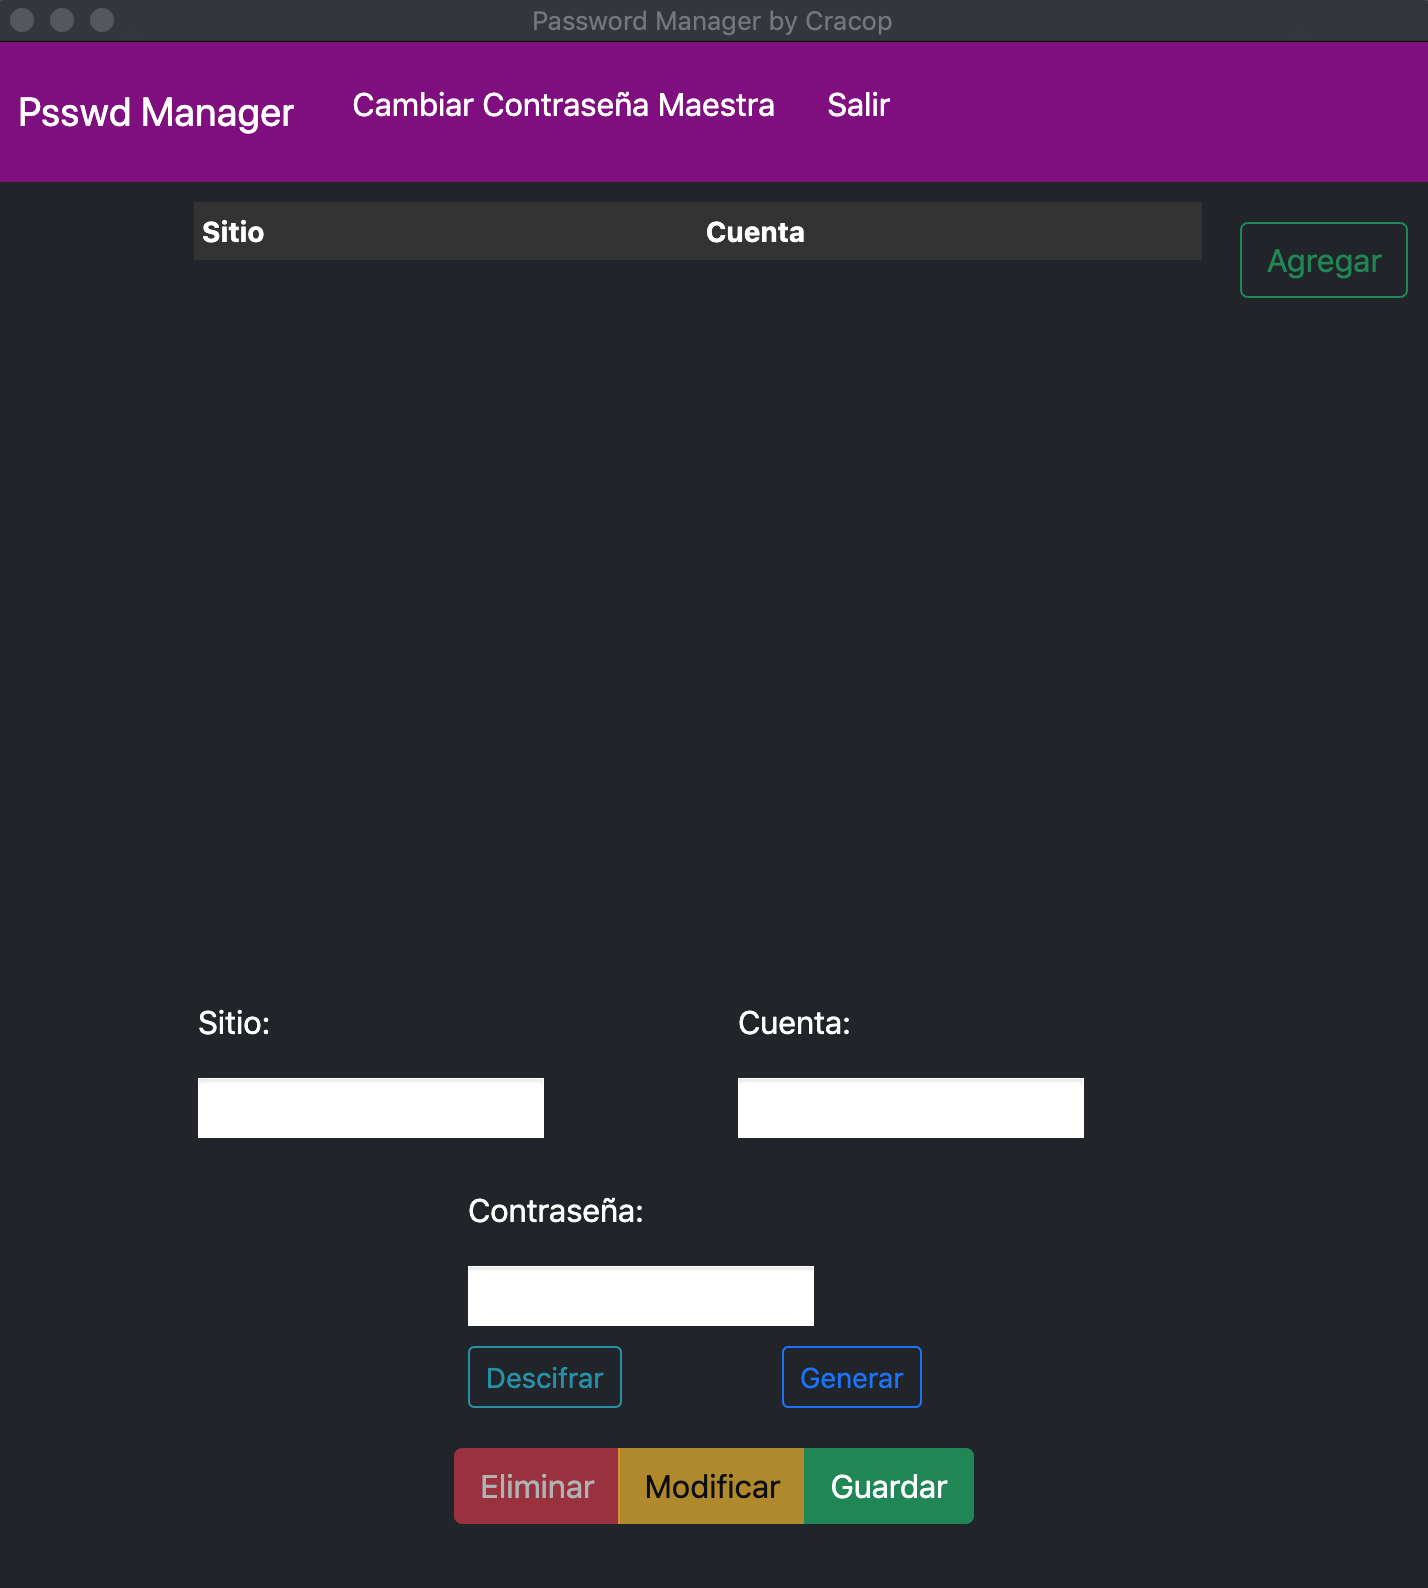 Password Manager by Cracop
Psswd Manager Cambiar Contraseña Maestra Salir
Sitio Cuenta
Agregar
Sitio: Cuenta:
Contraseña:
Descifrar Generar
Eliminar Modificar Guardar